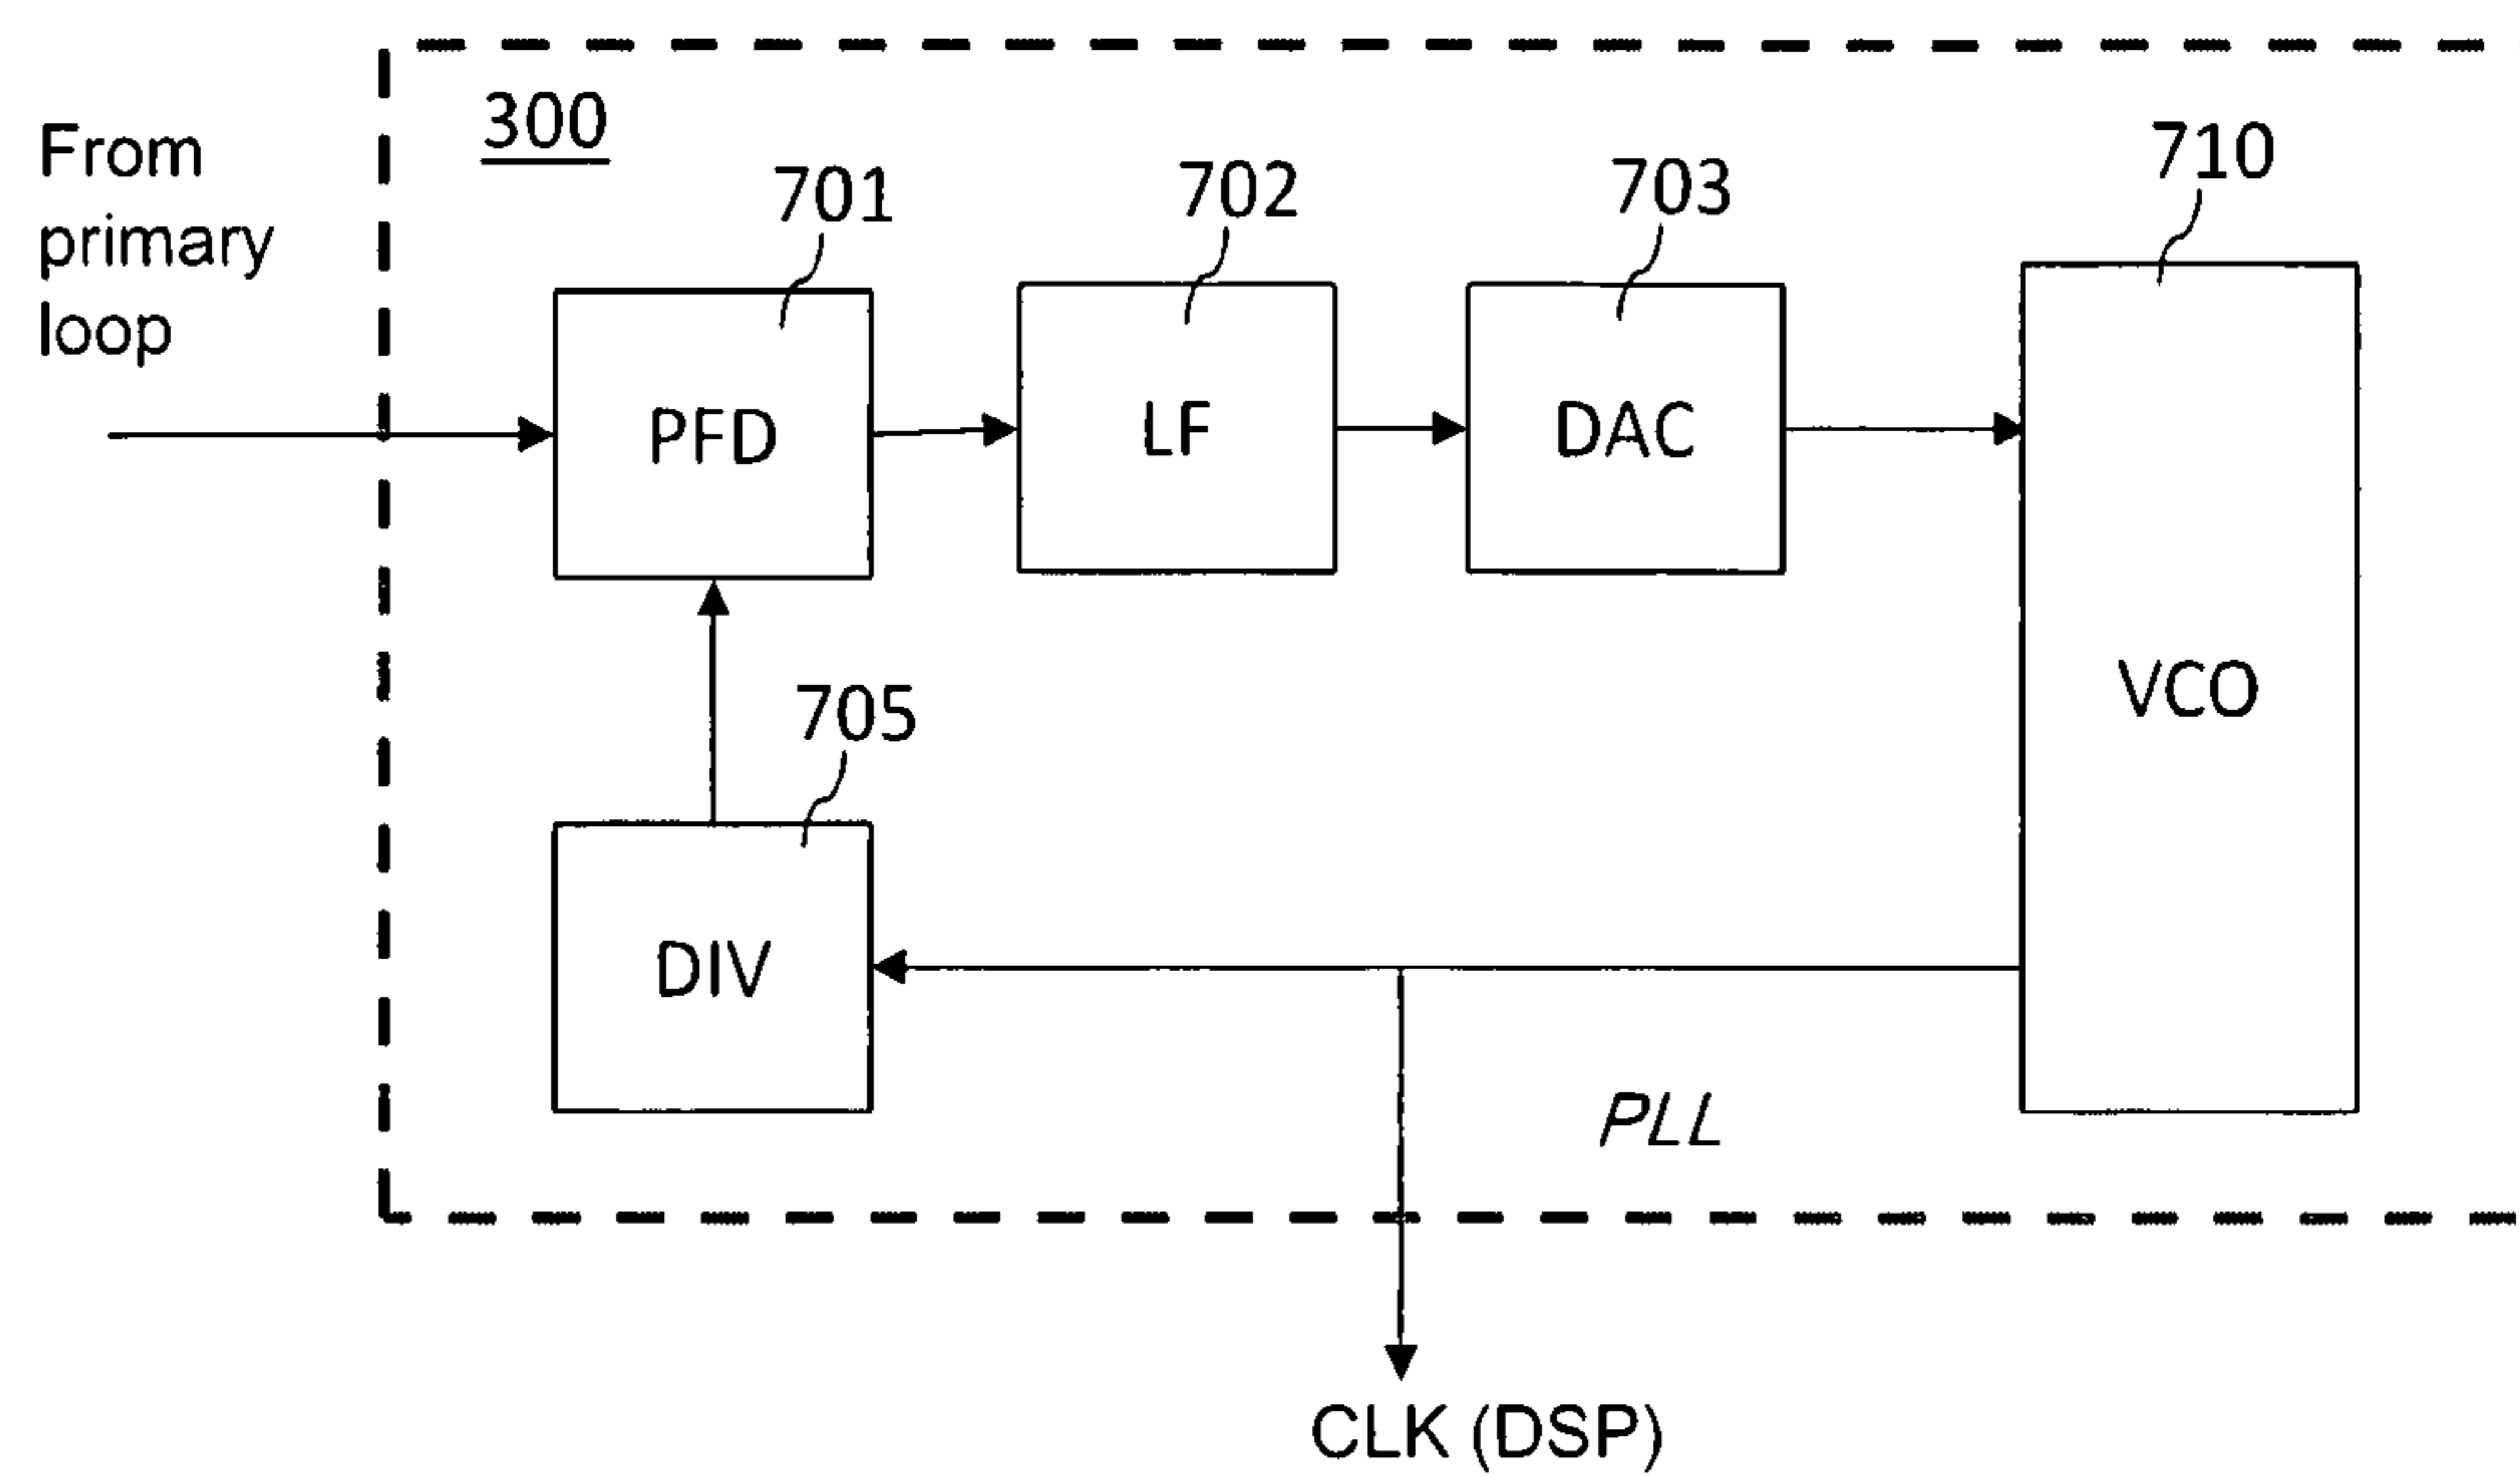 From
primary
loop
300
701
702
703
710
PFD
LF
DAC
VCO
705
DIV
PLL
CLK (DSP)